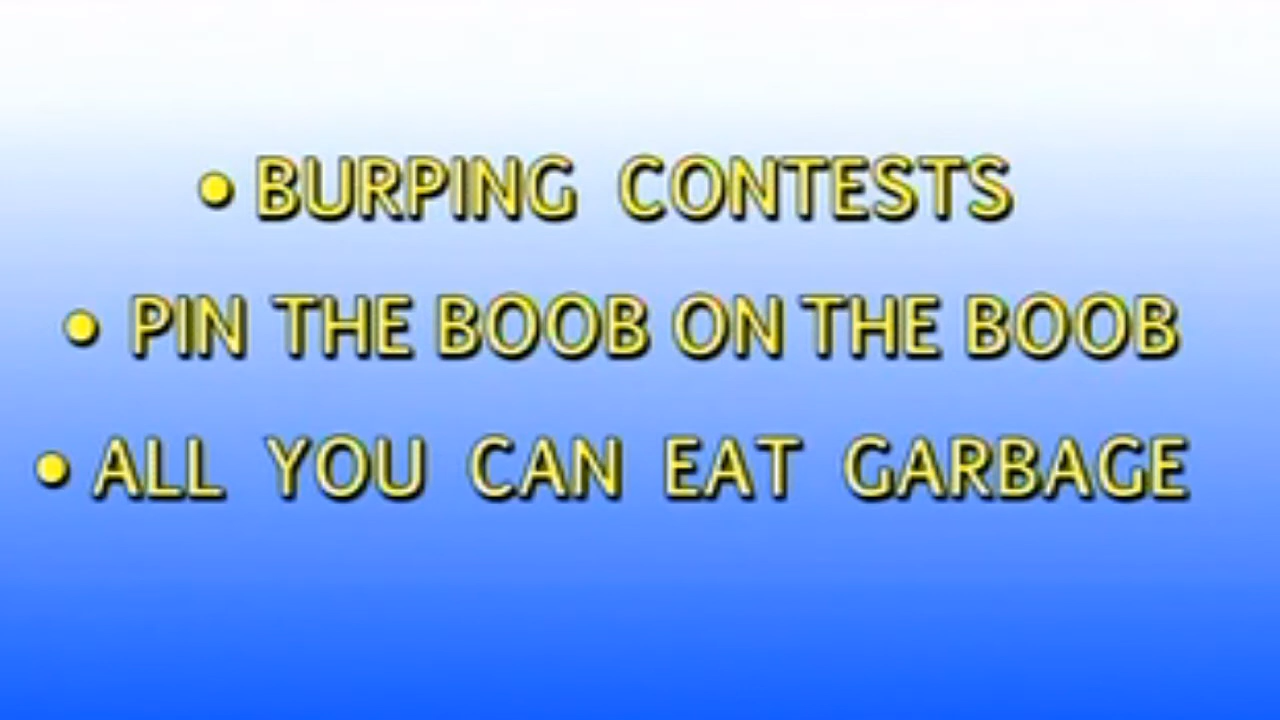 • BURPING CONTESTS
• PIN THE BOOB ON THE BOOB
• ALL YOU CAN EAT GARBAGE